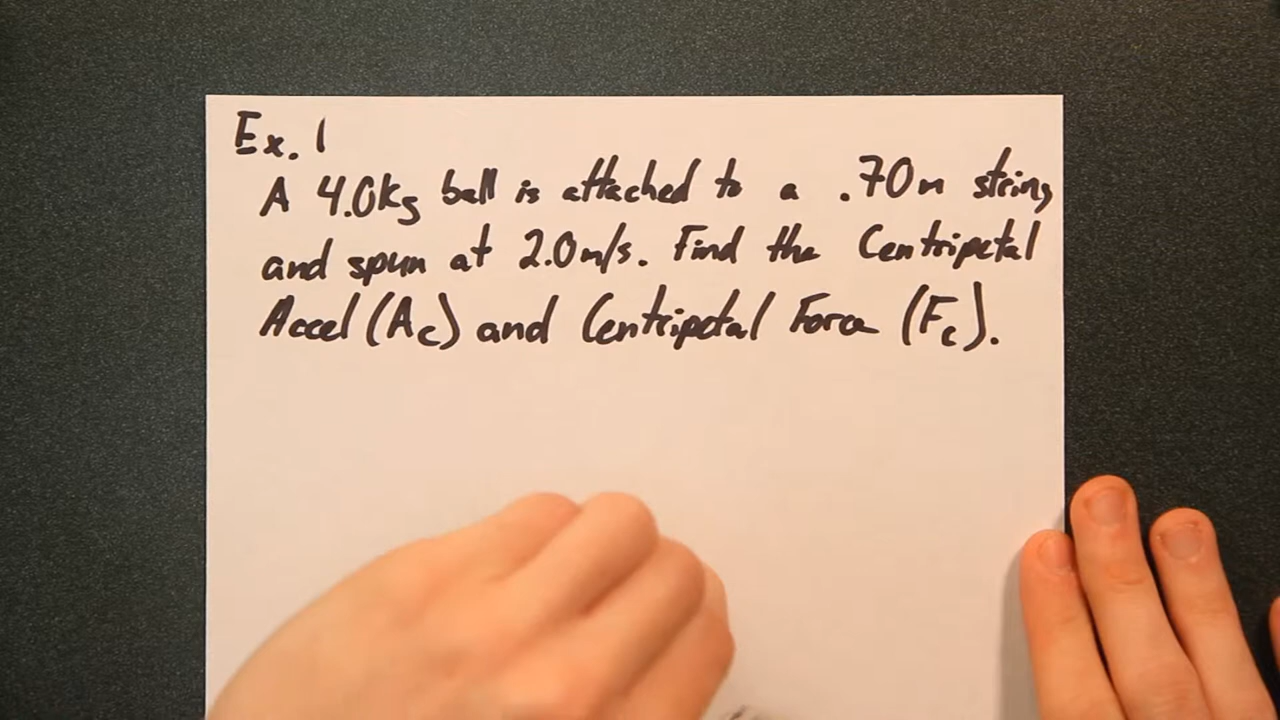 Ex. 1
A 4.0kg ball is attached to a .70m string
and spun at 2.0m/s. Find the Centripetal
Accel (Ac) and Centripetal Force (Fc).